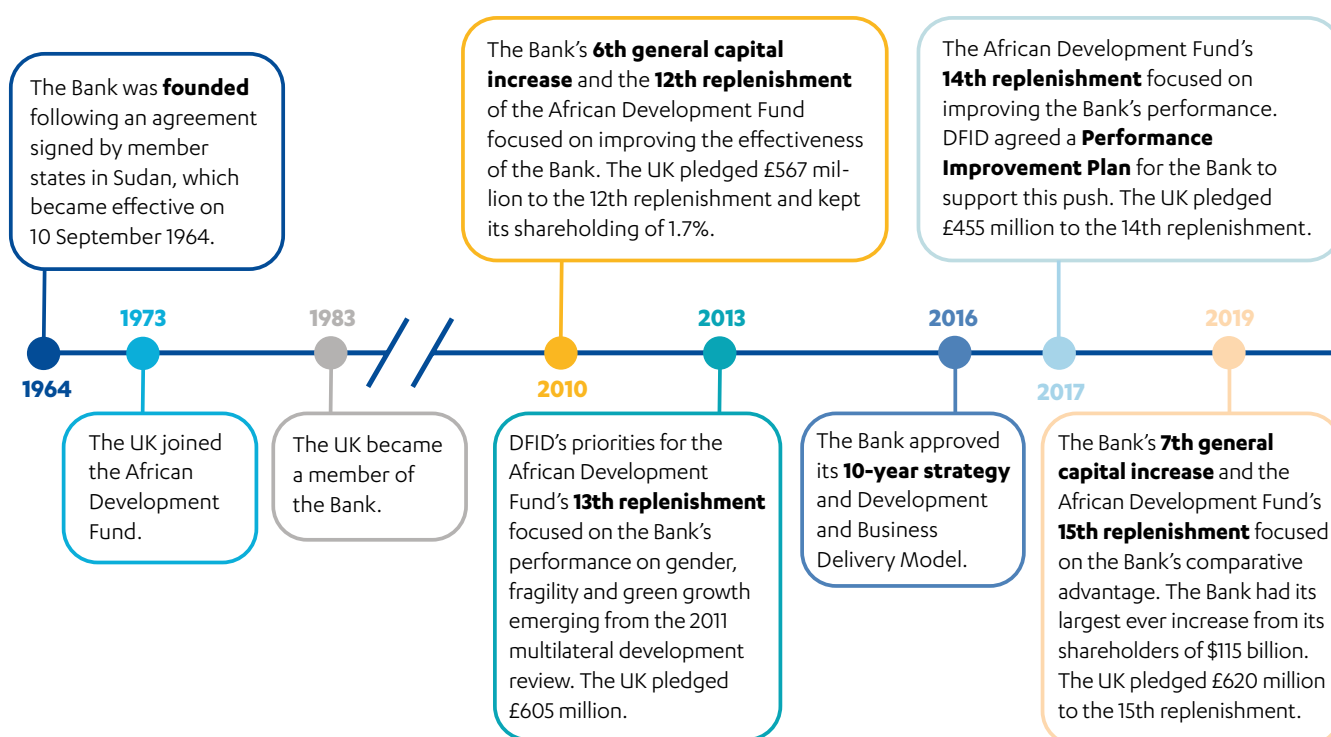 The Bank was founded
following an agreement
signed by member
states in Sudan, which
became effective on
10 September 1964.
The Bank's 6th general capital
increase and the 12th replenishment
of the African Development Fund
focused on improving the effectiveness
of the Bank. The UK pledged £567 mil-
lion to the 12th replenishment and kept
its shareholding of 1.7%.
The African Development Fund's
14th replenishment focused on
improving the Bank's performance.
DFID agreed a Performance
Improvement Plan for the Bank to
support this push. The UK pledged
£455 million to the 14th replenishment.
1964
1973
1983
2010
2013
2016
2017
2019
The UK joined
the African
Development
Fund.
The UK became
a member of
the Bank.
DFID's priorities for the
African Development
Fund's 13th replenishment
focused on the Bank's
performance on gender,
fragility and green growth
emerging from the 2011
multilateral development
review. The UK pledged
£605 million.
The Bank approved
its 10-year strategy
and Development
and Business
Delivery Model.
The Bank's 7th general
capital increase and the
African Development Fund's
15th replenishment focused
on the Bank's comparative
advantage. The Bank had its
largest ever increase from its
shareholders of $115 billion.
The UK pledged £620 million
to the 15th replenishment.